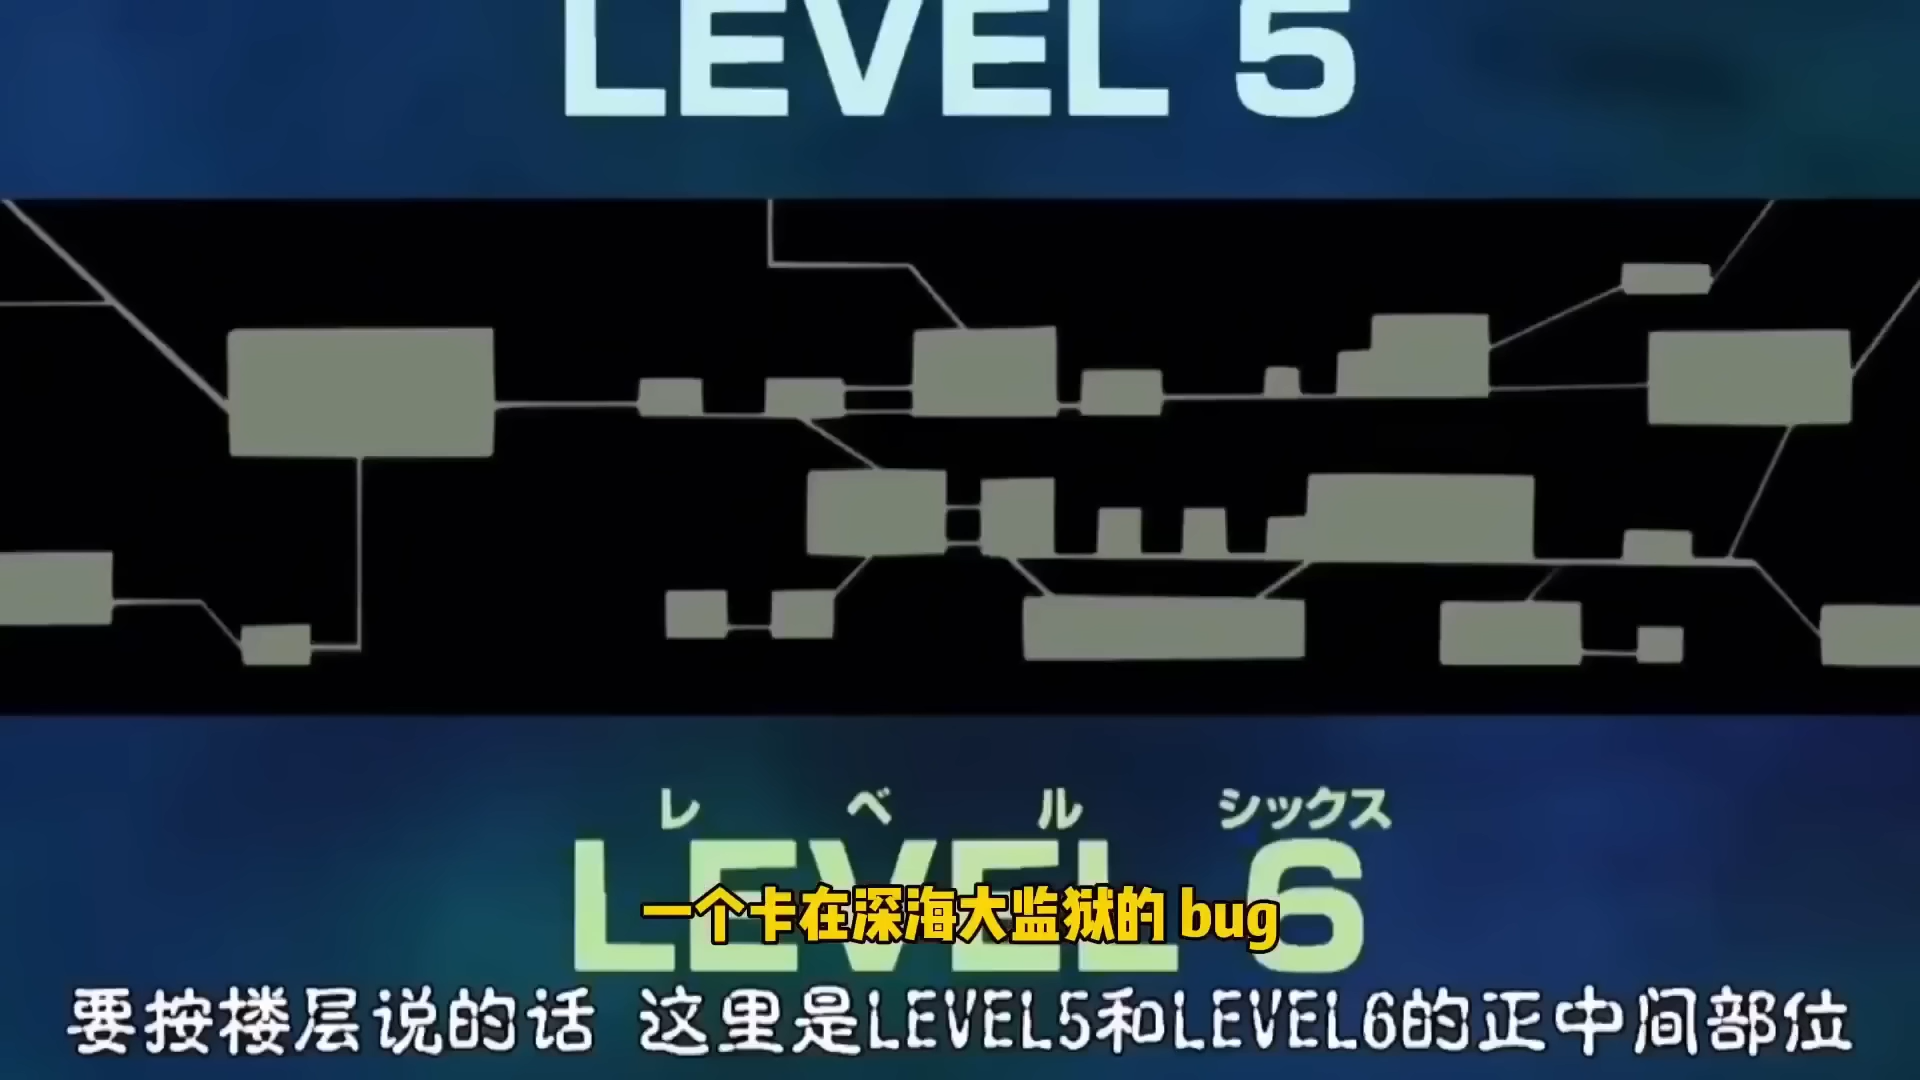 LEVEL 5
レベル シックス
LEVEL 6
一个卡在深海大监狱的 bug
要按楼层说的话 这里是LEVEL5和LEVEL6的正中间部位